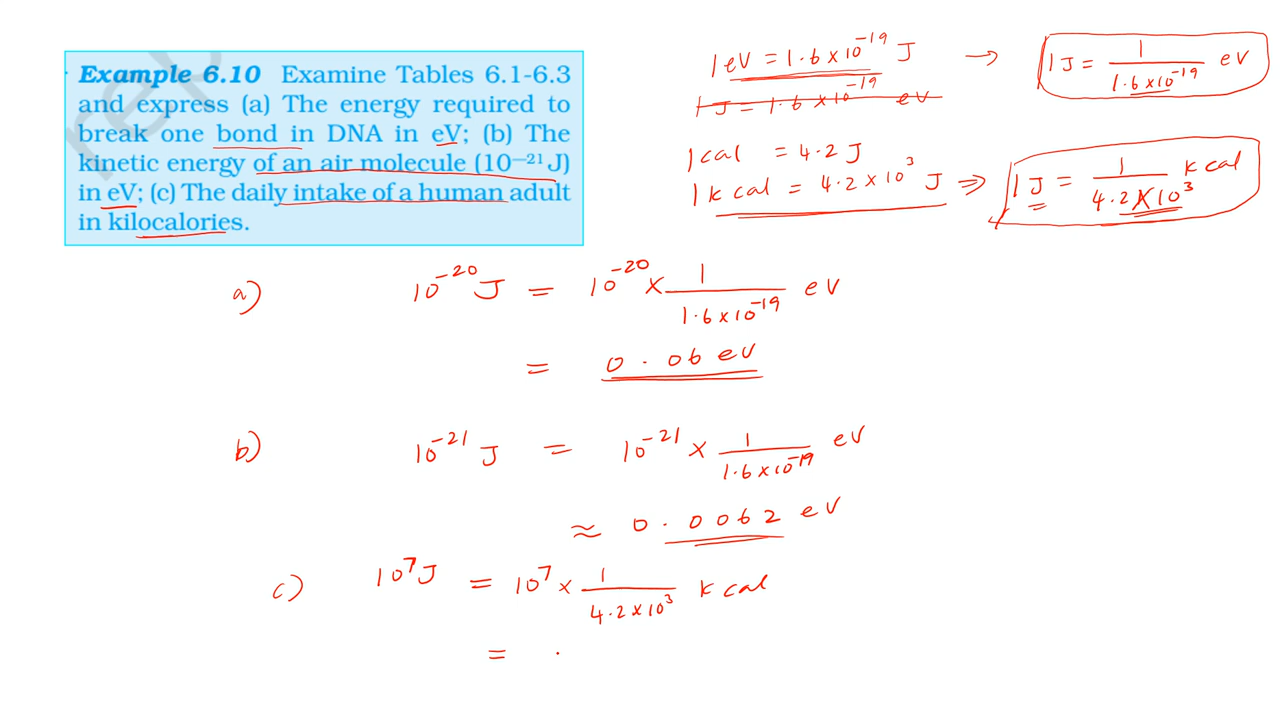 Example 6.10 Examine Tables 6.1-6.3
and express (a) The energy required to
break one bond in DNA in eV; (b) The
kinetic energy of an air molecule (10⁻²¹ J)
in eV; (c) The daily intake of a human adult
in kilocalories.
1 eV = 1.6 × 10⁻¹⁹ J → 1 J = 1/(1.6 × 10⁻¹⁹) eV
1 J = 1.6 × 10⁻¹⁹ eV
1 cal = 4.2 J
1 k cal = 4.2 × 10³ J ⇒ 1 J = 1/(4.2 × 10³) k cal
a) 10⁻²⁰ J = 10⁻²⁰ × 1/(1.6 × 10⁻¹⁹) eV
= 0.06 eV
b) 10⁻²¹ J = 10⁻²¹ × 1/(1.6 × 10⁻¹⁹) eV
≈ 0.0062 eV
c) 10⁷ J = 10⁷ × 1/(4.2 × 10³) k cal
= .